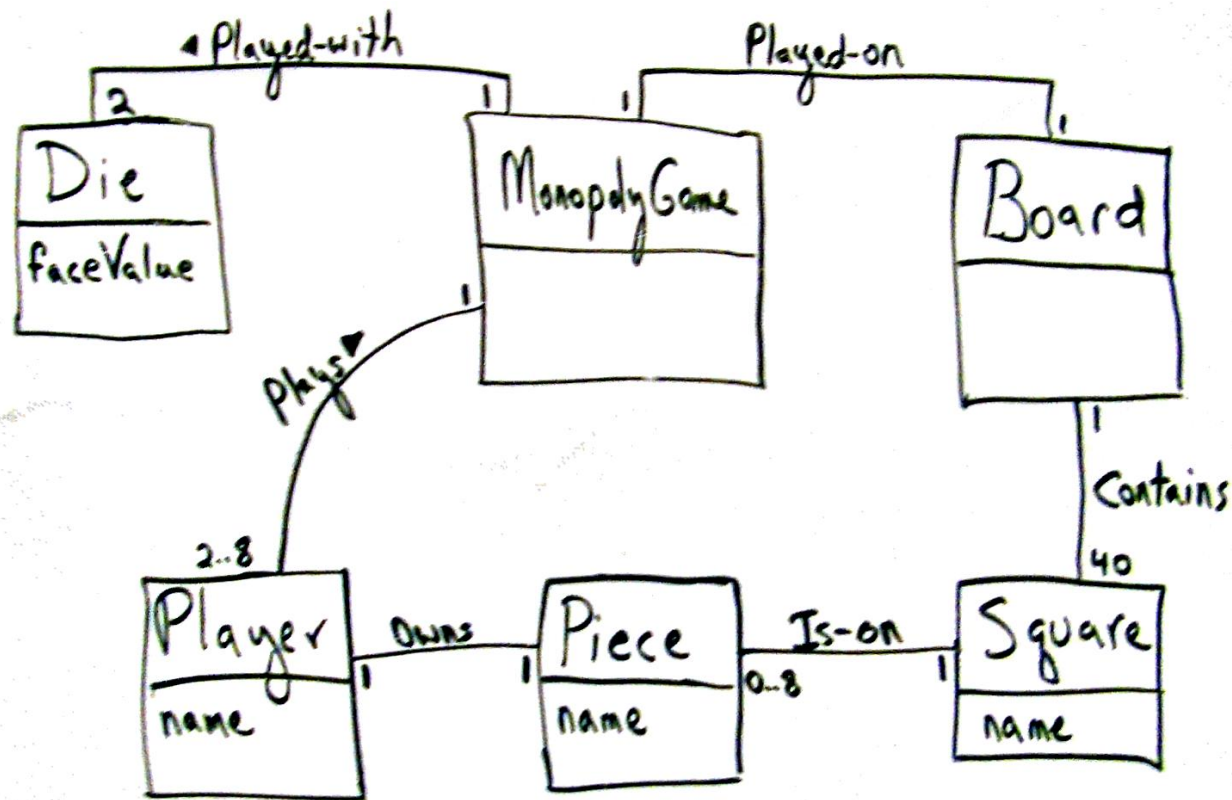 ◄ Played-with
Played-on
2
1
1
1
Die
faceValue
MonopolyGame
Board
1
Plays ►
1
Contains
2..8
40
Player
name
Owns
1
1
Piece
name
Is-on
0..8
1
Square
name